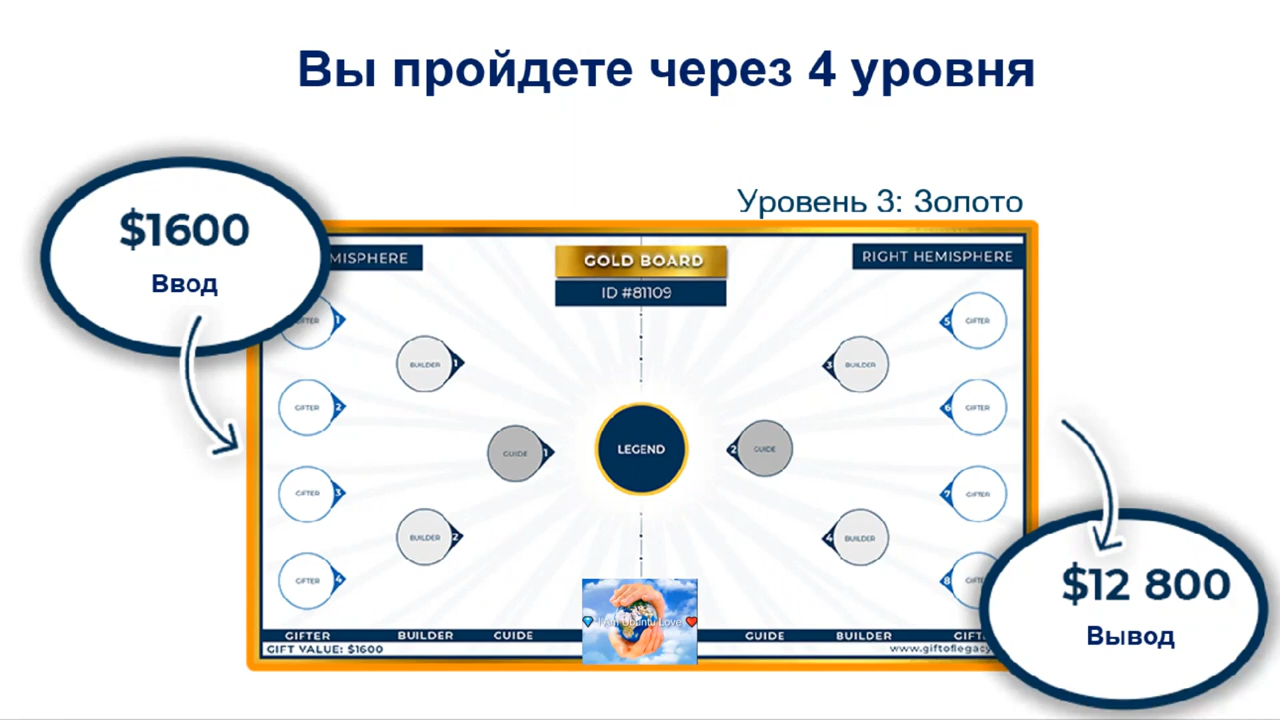 Вы пройдете через 4 уровня
Уровень 3: Золото
$1600
Ввод
MISPHERE
GOLD BOARD
ID #81109
RIGHT HEMISPHERE
GIFTER 1
BUILDER 1
GIFTER 2
GUIDE 1
GIFTER 3
BUILDER 2
GIFTER 4
LEGEND
5 GIFTER
3 BUILDER
6 GIFTER
2 GUIDE
7 GIFTER
4 BUILDER
8
$12 800
Вывод
I Am Ubuntu Love
GIFTER BUILDER GUIDE
GUIDE BUILDER
GIFT VALUE: $1600
www.giftoflegacy